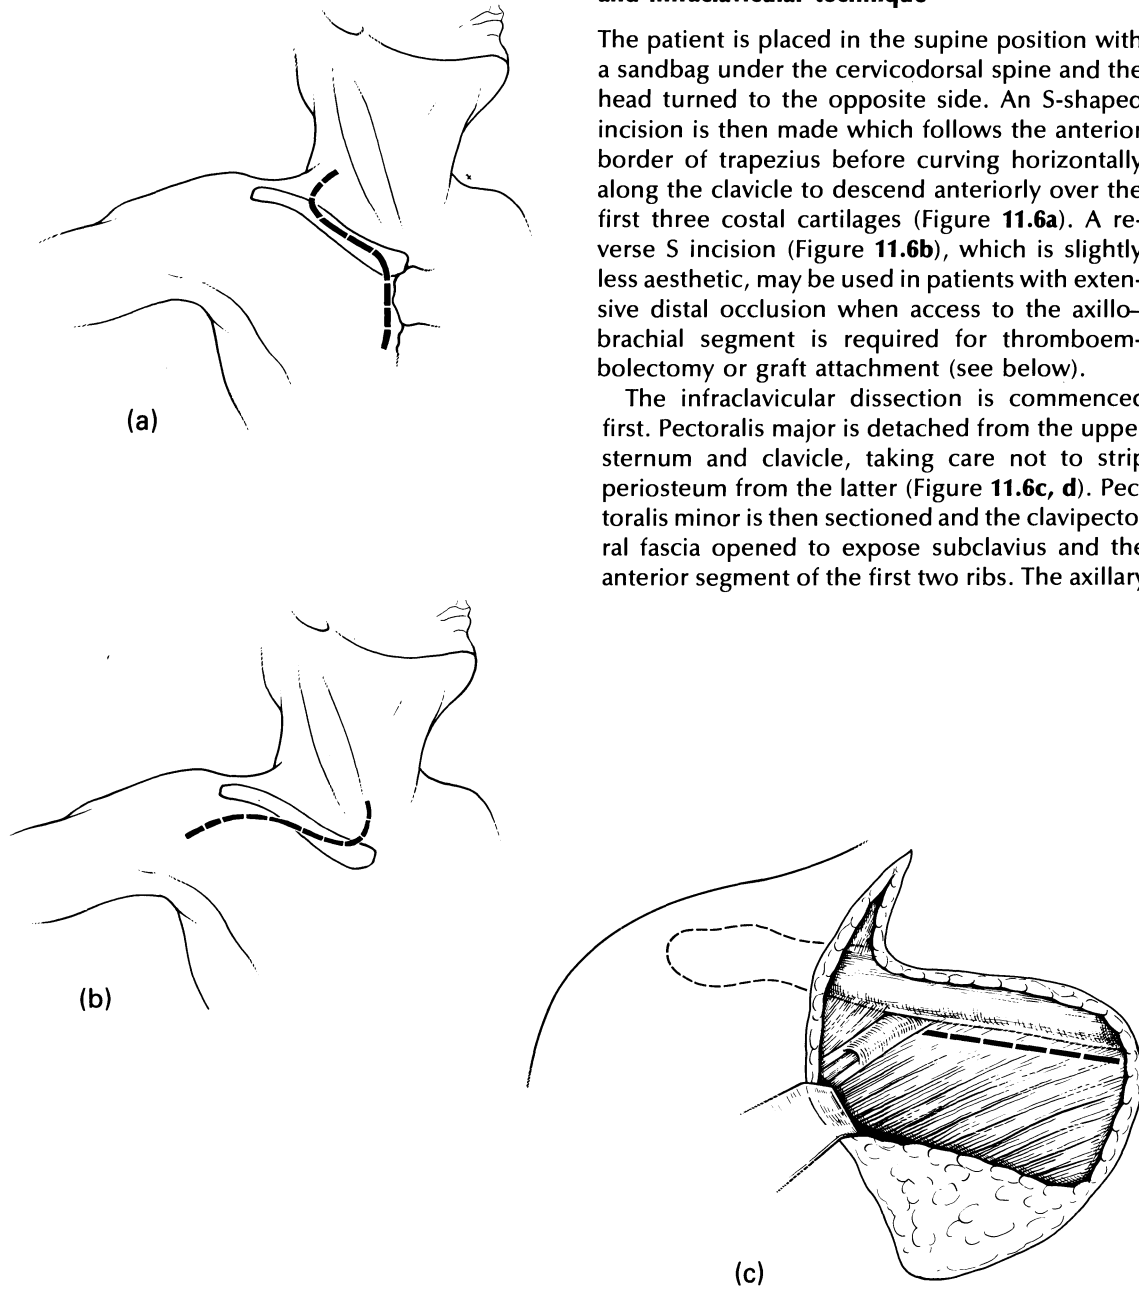 and infraclavicular technique
The patient is placed in the supine position with
a sandbag under the cervicodorsal spine and the
head turned to the opposite side. An S-shaped
incision is then made which follows the anterior
border of trapezius before curving horizontally
along the clavicle to descend anteriorly over the
first three costal cartilages (Figure 11.6a). A re-
verse S incision (Figure 11.6b), which is slightly
less aesthetic, may be used in patients with exten-
sive distal occlusion when access to the axillo-
brachial segment is required for thromboem-
bolectomy or graft attachment (see below).
The infraclavicular dissection is commenced
first. Pectoralis major is detached from the uppe
sternum and clavicle, taking care not to strip
periosteum from the latter (Figure 11.6c, d). Pec
toralis minor is then sectioned and the clavipecto
ral fascia opened to expose subclavius and the
anterior segment of the first two ribs. The axillary
(a)
(b)
(c)